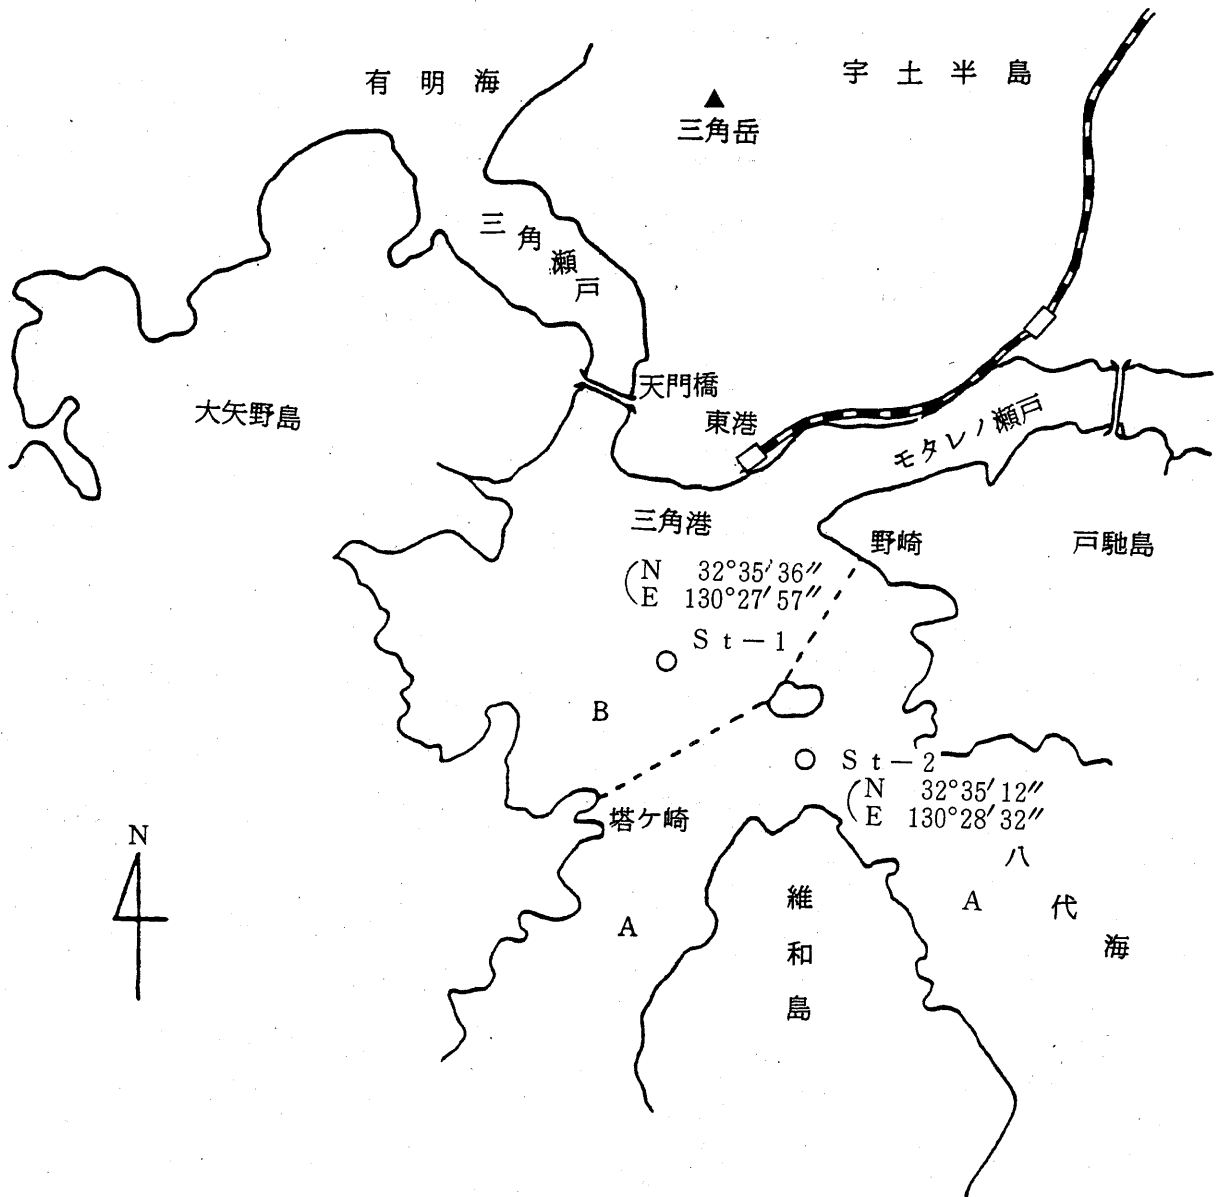 有明海
宇土半島
三角岳
三角瀬戸
天門橋
東港
大矢野島
モタレノ瀬戸
三角港
野崎
戸馳島
(N 32°35′36″
E 130°27′57″
St-1
B
St-2
(N 32°35′12″
E 130°28′32″
塔ケ崎
N
八代海
A
維和島
A